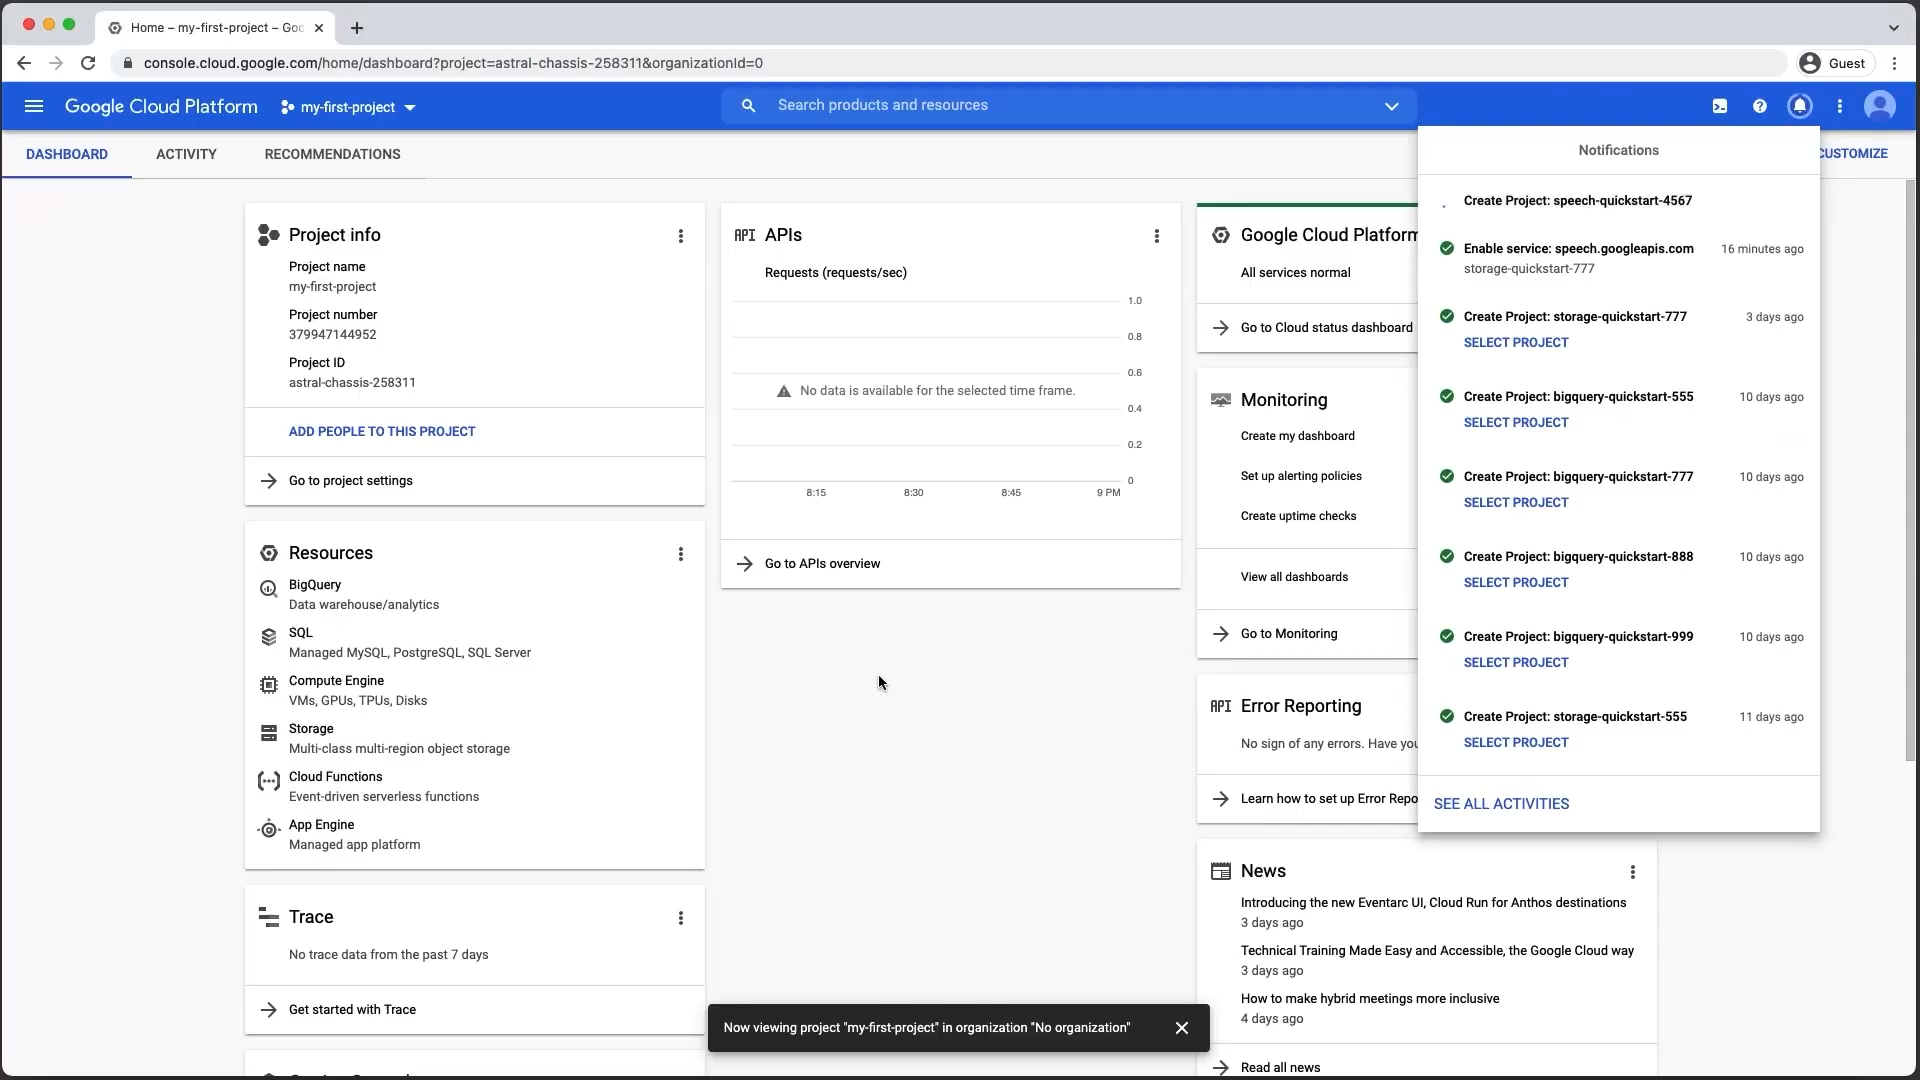 Home – my-first-project – Goo
console.cloud.google.com/home/dashboard?project=astral-chassis-258311&organizationId=0
Guest
Google Cloud Platform
my-first-project
Search products and resources
DASHBOARD
ACTIVITY
RECOMMENDATIONS
CUSTOMIZE
Project info
Project name
my-first-project
Project number
379947144952
Project ID
astral-chassis-258311
ADD PEOPLE TO THIS PROJECT
Go to project settings
Resources
BigQuery
Data warehouse/analytics
SQL
Managed MySQL, PostgreSQL, SQL Server
Compute Engine
VMs, GPUs, TPUs, Disks
Storage
Multi-class multi-region object storage
Cloud Functions
Event-driven serverless functions
App Engine
Managed app platform
Trace
No trace data from the past 7 days
Get started with Trace
API APIs
Requests (requests/sec)
1.0
0.8
0.6
No data is available for the selected time frame.
0.4
0.2
0
8:15 8:30 8:45 9 PM
Go to APIs overview
Google Cloud Platform
All services normal
Go to Cloud status dashboard
Monitoring
Create my dashboard
Set up alerting policies
Create uptime checks
View all dashboards
Go to Monitoring
API Error Reporting
No sign of any errors. Have you
Learn how to set up Error Repo
News
Introducing the new Eventarc UI, Cloud Run for Anthos destinations
3 days ago
Technical Training Made Easy and Accessible, the Google Cloud way
3 days ago
How to make hybrid meetings more inclusive
4 days ago
Read all news
Notifications
Create Project: speech-quickstart-4567
Enable service: speech.googleapis.com 16 minutes ago
storage-quickstart-777
Create Project: storage-quickstart-777 3 days ago
SELECT PROJECT
Create Project: bigquery-quickstart-555 10 days ago
SELECT PROJECT
Create Project: bigquery-quickstart-777 10 days ago
SELECT PROJECT
Create Project: bigquery-quickstart-888 10 days ago
SELECT PROJECT
Create Project: bigquery-quickstart-999 10 days ago
SELECT PROJECT
Create Project: storage-quickstart-555 11 days ago
SELECT PROJECT
SEE ALL ACTIVITIES
Now viewing project "my-first-project" in organization "No organization"